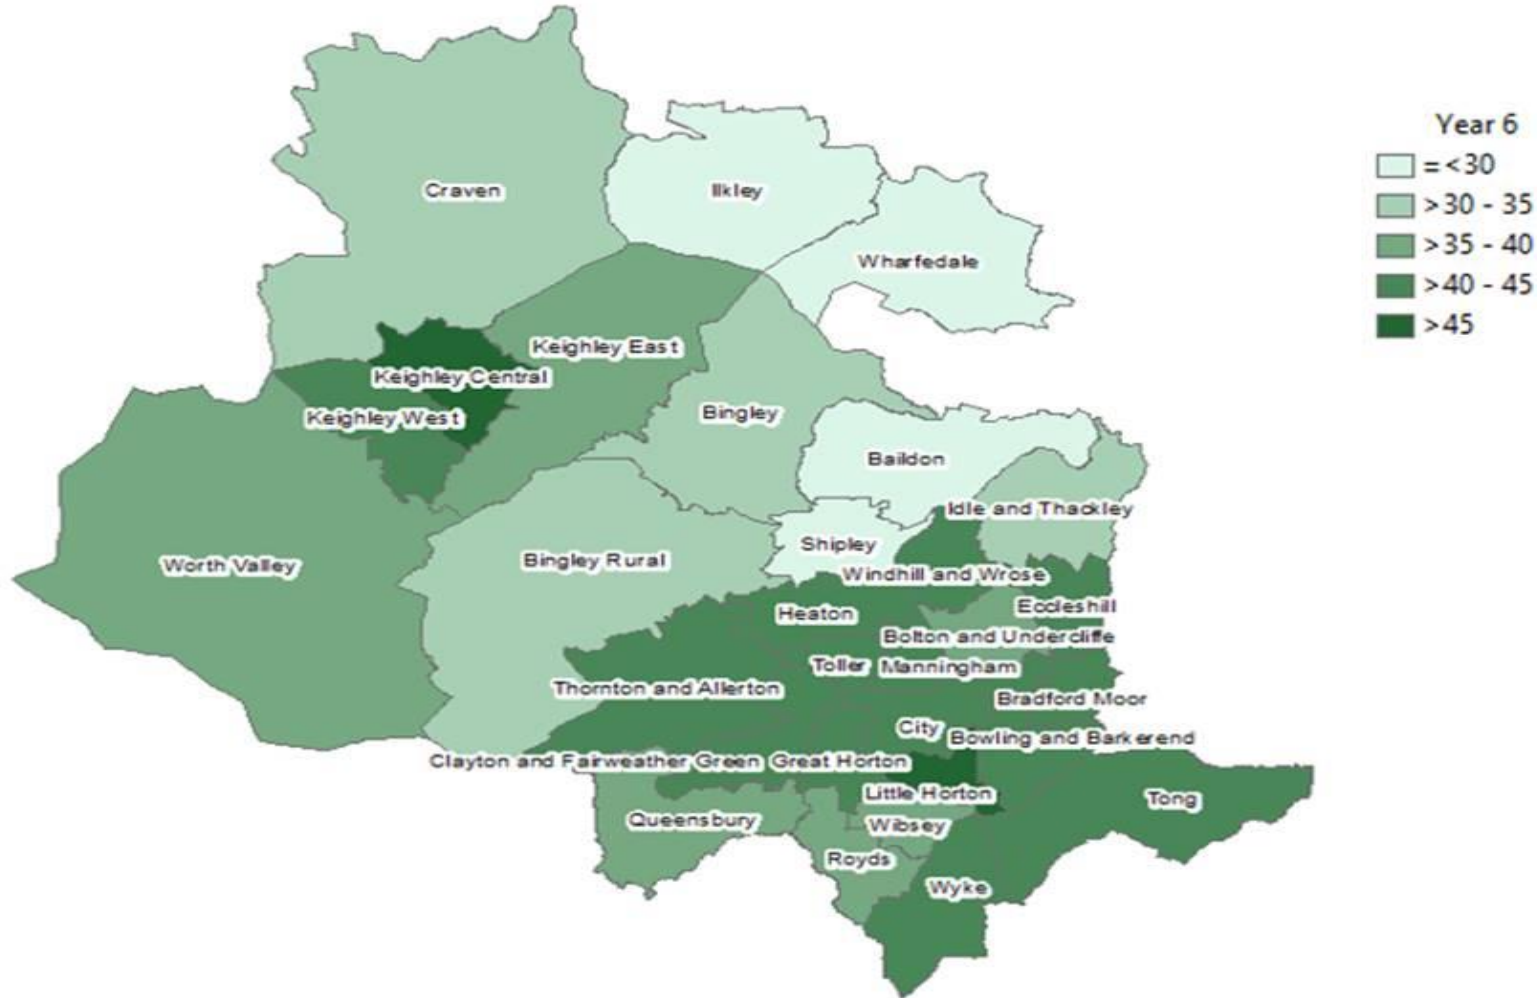 Year 6
=<30
>30 - 35
>35 - 40
>40 - 45
>45
Craven
Ilkley
Wharfedale
Keighley East
Keighley Central
Keighley West
Bingley
Baildon
Idle and Thackley
Shipley
Bingley Rural
Worth Valley
Windhill and Wrose
Eccleshill
Heaton
Bolton and Undercliffe
Toller
Manningham
Thornton and Allerton
Bradford Moor
City
Bowling and Barkerend
Clayton and Fairweather Green
Great Horton
Little Horton
Tong
Queensbury
Wibsey
Royds
Wyke